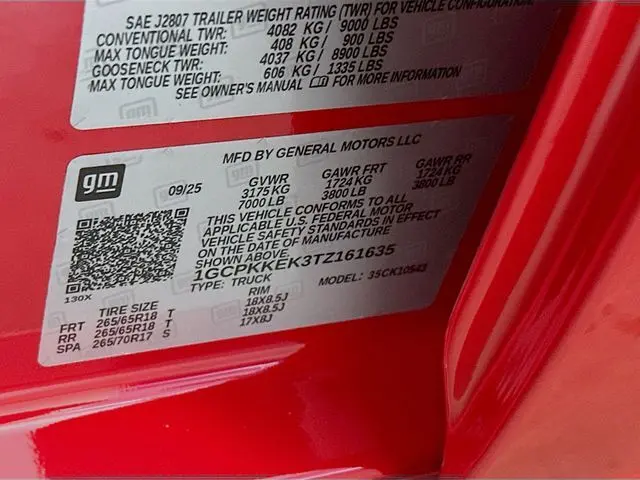 SAE J2807 TRAILER WEIGHT RATING (TWR) FOR VEHICLE CONFIGURATION
CONVENTIONAL TWR: 4082 KG / 9000 LBS
MAX TONGUE WEIGHT: 408 KG / 900 LBS
GOOSENECK TWR: 4037 KG / 8900 LBS
MAX TONGUE WEIGHT: 606 KG / 1335 LBS
SEE OWNER'S MANUAL FOR MORE INFORMATION
gm
MFD BY GENERAL MOTORS LLC
09/25 GVWR GAWR FRT GAWR RR
3175 KG 1724 KG 1724 KG
7000 LB 3800 LB 3800 LB
THIS VEHICLE CONFORMS TO ALL
APPLICABLE U.S. FEDERAL MOTOR
VEHICLE SAFETY STANDARDS IN EFFECT
ON THE DATE OF MANUFACTURE
1GCPKKEK3TZ161635
TYPE: TRUCK MODEL: 35CK10543
130X
TIRE SIZE RIM
FRT 265/65R18 T 18X8.5J
RR 265/65R18 T 18X8.5J
SPA 265/70R17 S 17X8J